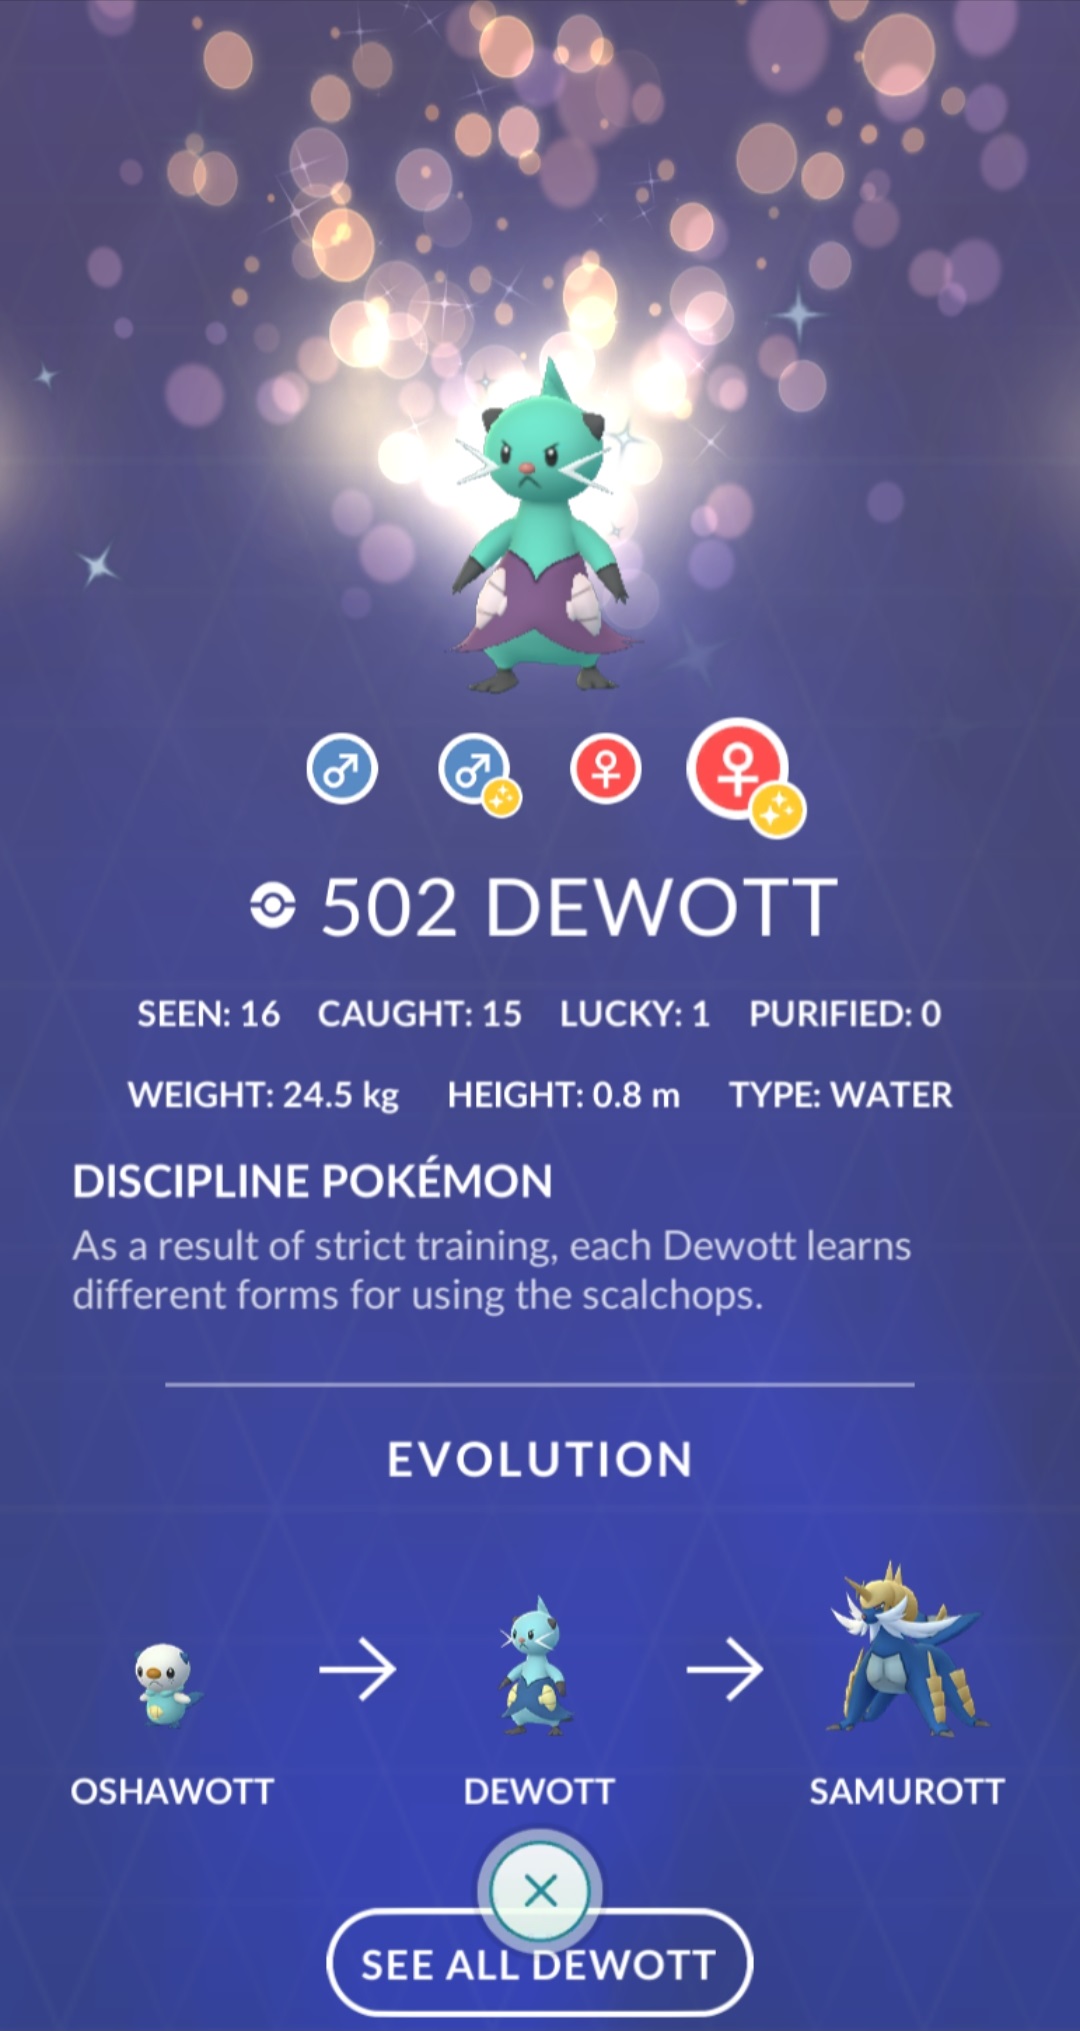 502 DEWOTT
SEEN: 16 CAUGHT: 15 LUCKY: 1 PURIFIED: 0
WEIGHT: 24.5 kg HEIGHT: 0.8 m TYPE: WATER
DISCIPLINE POKÉMON
As a result of strict training, each Dewott learns
different forms for using the scalchops.
EVOLUTION
OSHAWOTT DEWOTT SAMUROTT
SEE ALL DEWOTT